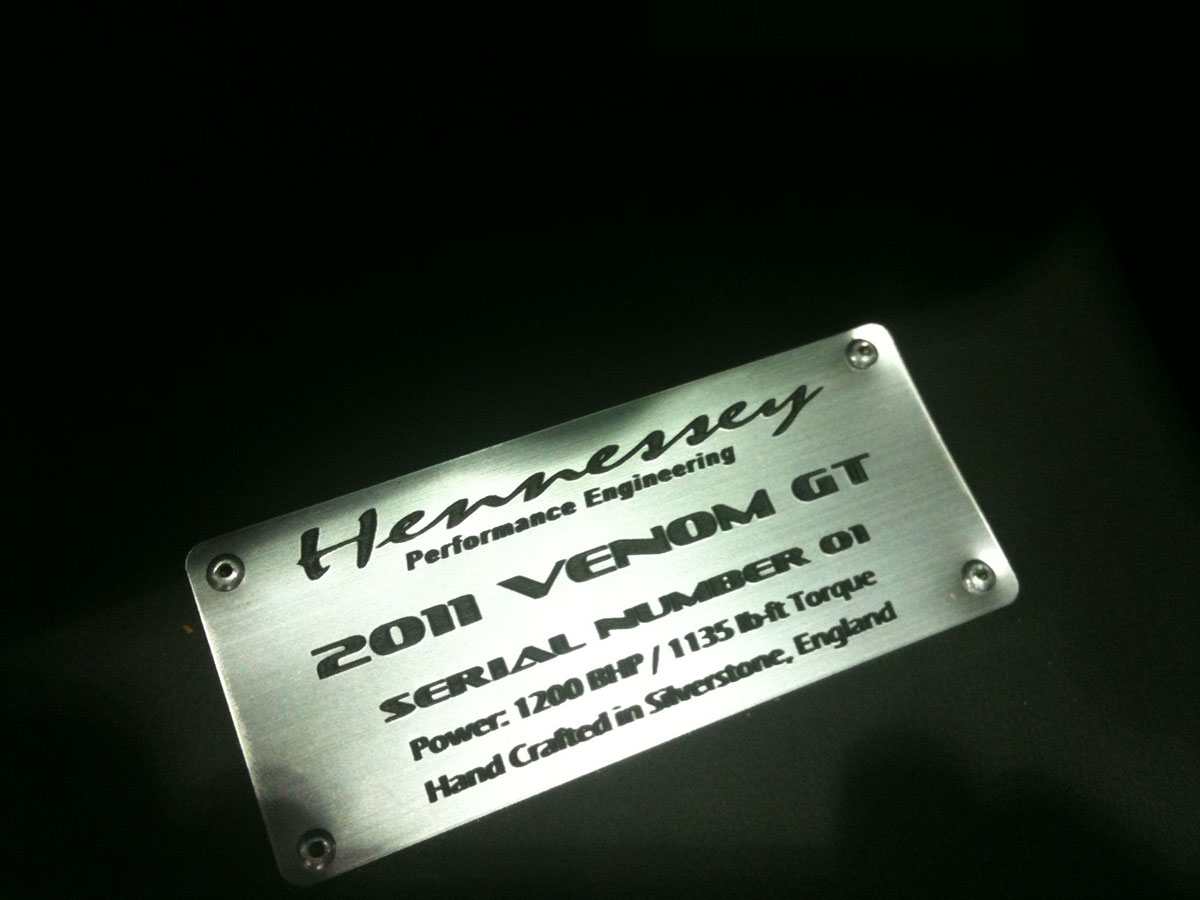 Hennessey
Performance Engineering
2011 VENOM GT
SERIAL NUMBER 01
Power: 1200 BHP / 1135 lb-ft Torque
Hand Crafted in Silverstone, England